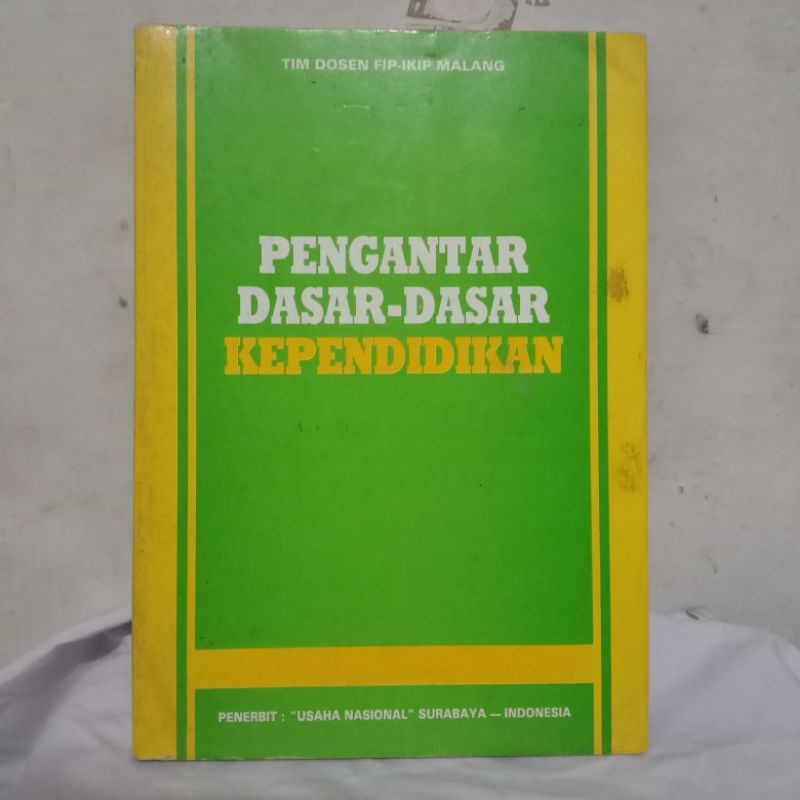 TIM DOSEN FIP-IKIP MALANG
PENGANTAR
DASAR-DASAR
KEPENDIDIKAN
PENERBIT : "USAHA NASIONAL" SURABAYA — INDONESIA